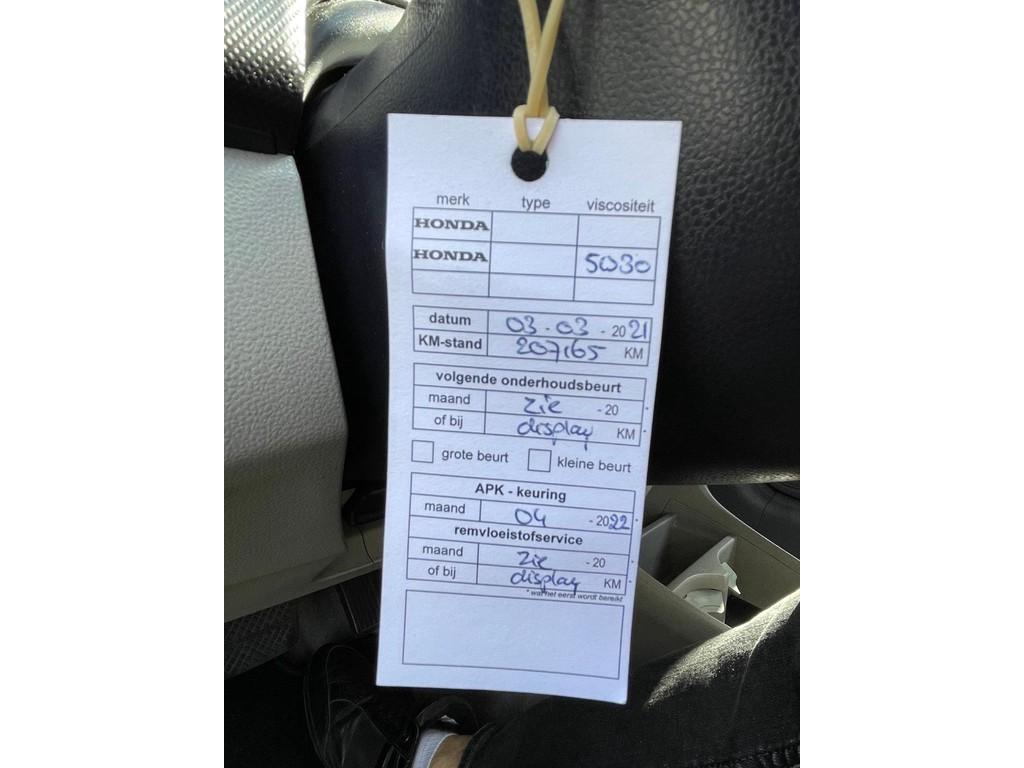 merk type viscositeit
HONDA
HONDA 5W30
datum 03-03-2021
KM-stand 207165 KM
volgende onderhoudsbeurt
maand zie -20 *
of bij display KM *
grote beurt kleine beurt
APK - keuring
maand 04 -2022 *
remvloeistofservice
maand zie -20 *
of bij display KM *
* wat het eerst wordt bereikt